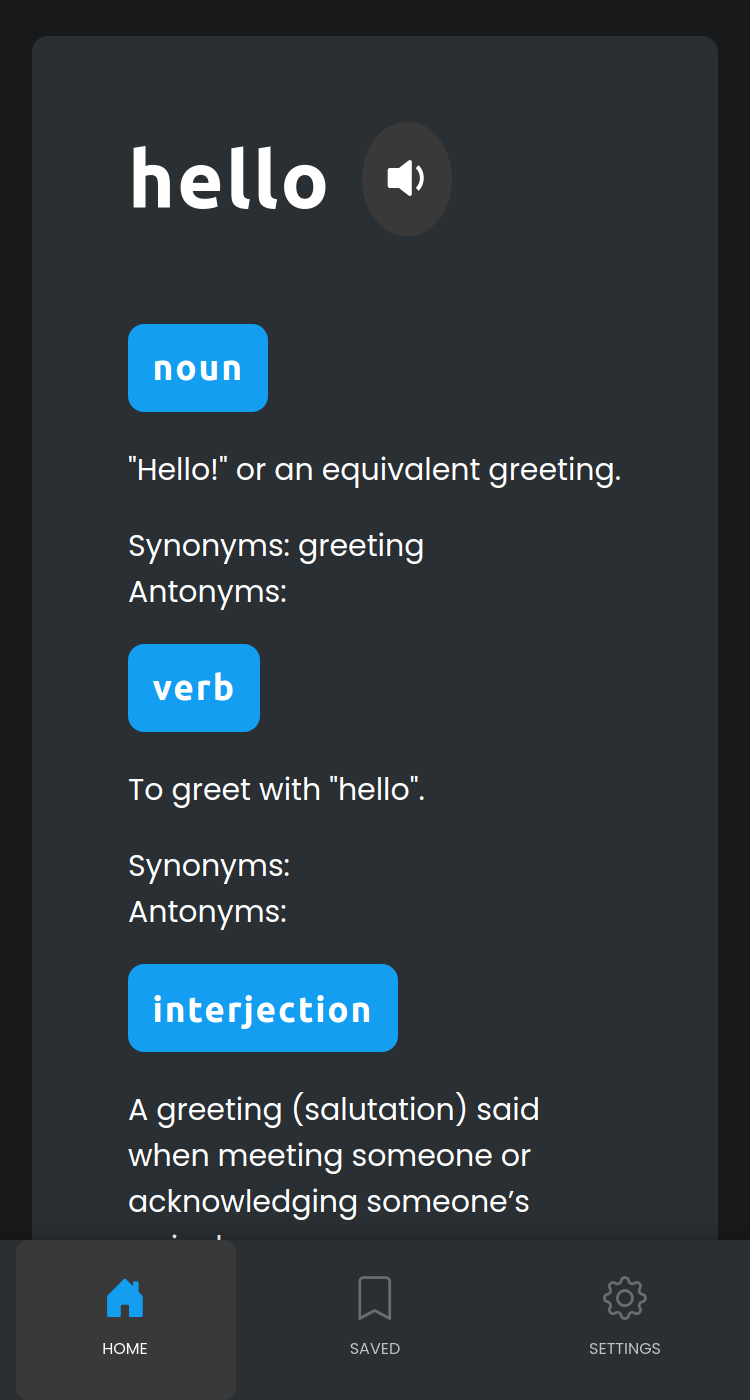 hello
noun
"Hello!" or an equivalent greeting.
Synonyms: greeting
Antonyms:
verb
To greet with "hello".
Synonyms:
Antonyms:
interjection
A greeting (salutation) said
when meeting someone or
acknowledging someone’s
HOME
SAVED
SETTINGS